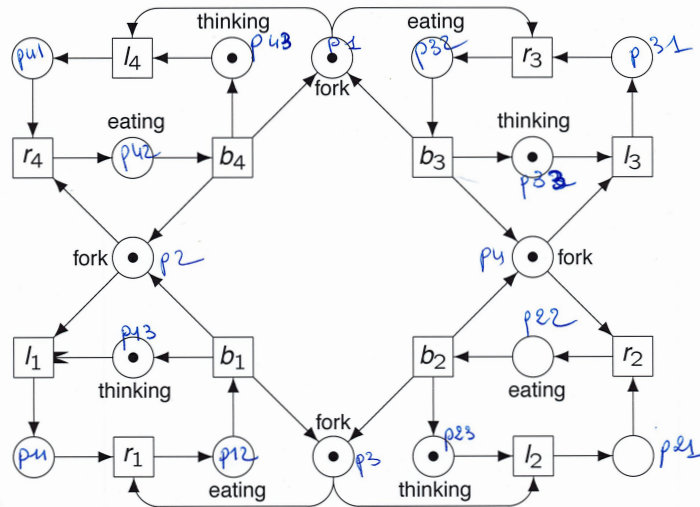 thinking
eating
p41
l4
p43
p1
p32
r3
p31
fork
eating
thinking
r4
p42
b4
b3
p33
l3
fork
p2
p4
fork
p22
l1
p13
b1
b2
r2
thinking
eating
fork
p11
r1
p12
p3
p23
l2
p21
eating
thinking